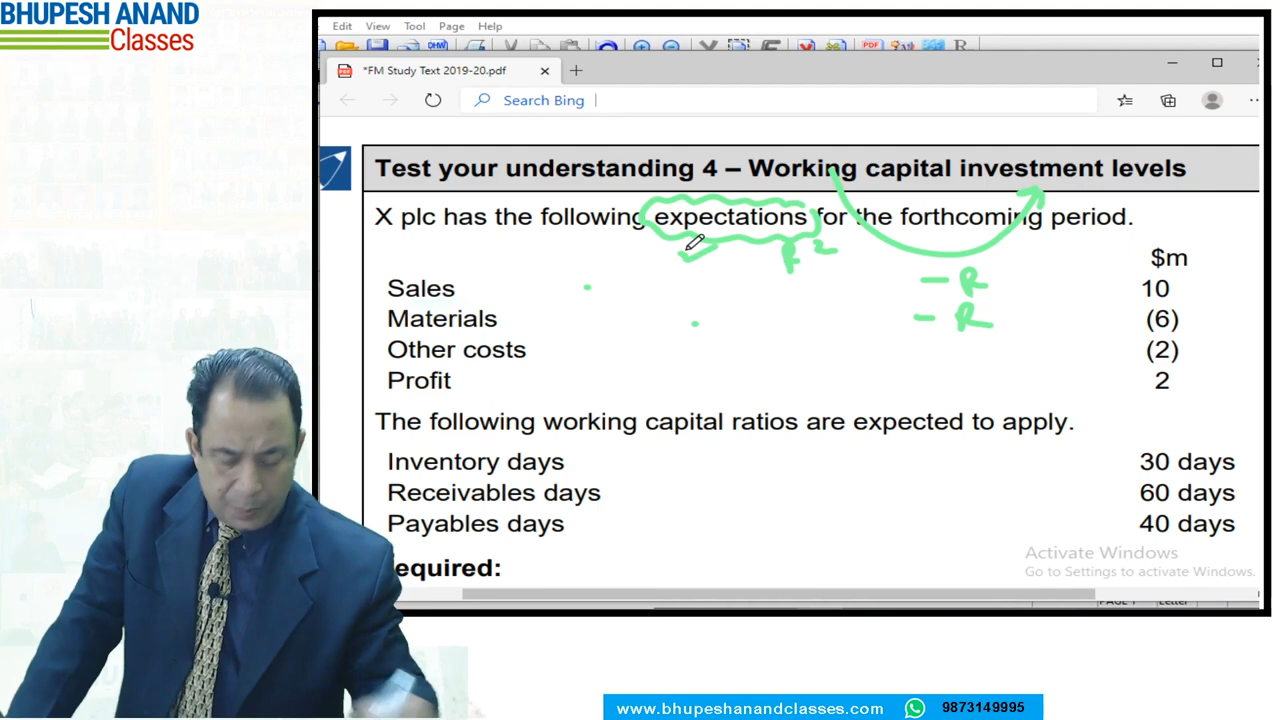 BHUPESH ANAND
Classes
Edit View Tool Page Help
*FM Study Text 2019-20.pdf
Search Bing
Test your understanding 4 – Working capital investment levels
X plc has the following expectations for the forthcoming period.
R 2
$m
Sales – R 10
Materials – R (6)
Other costs (2)
Profit 2
The following working capital ratios are expected to apply.
Inventory days 30 days
Receivables days 60 days
Payables days 40 days
equired:
Activate Windows
Go to Settings to activate Windows.
www.bhupeshanandclasses.com 9873149995